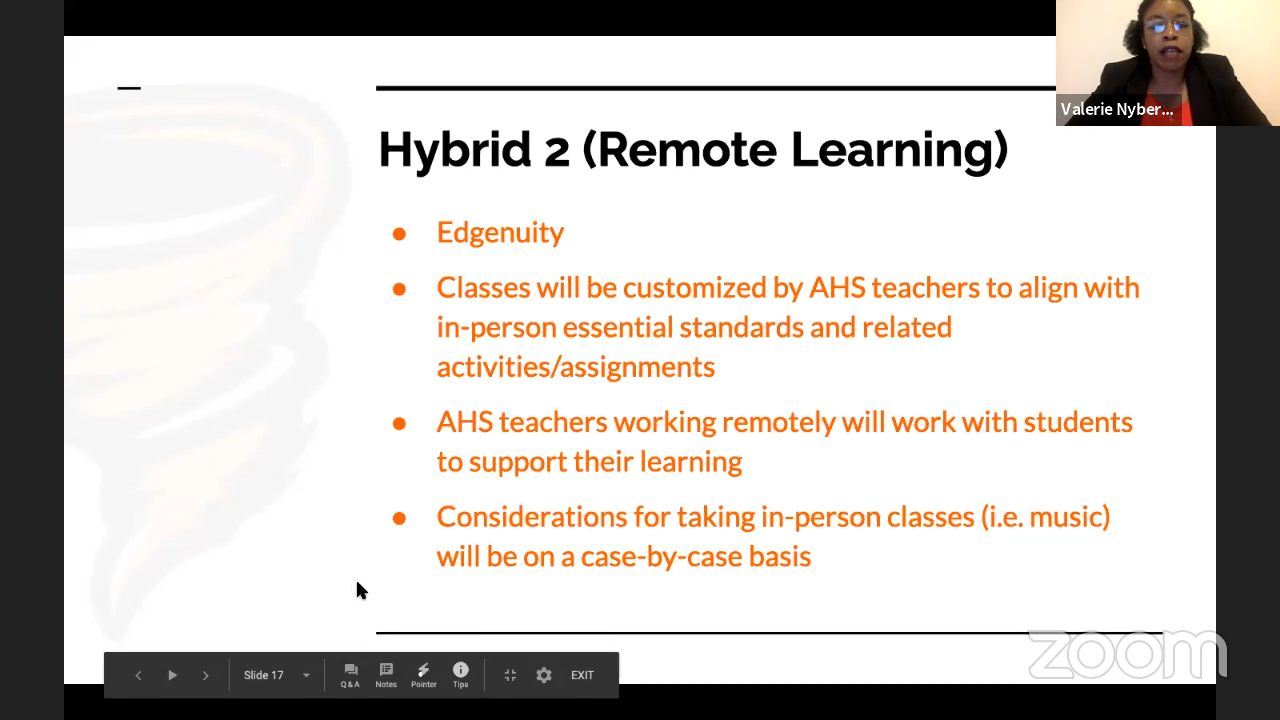 Valerie Nyber...
Hybrid 2 (Remote Learning)
● Edgenuity
● Classes will be customized by AHS teachers to align with
in-person essential standards and related
activities/assignments
● AHS teachers working remotely will work with students
to support their learning
● Considerations for taking in-person classes (i.e. music)
will be on a case-by-case basis
zoom
Slide 17
Q & A
Notes
Pointer
Tips
EXIT